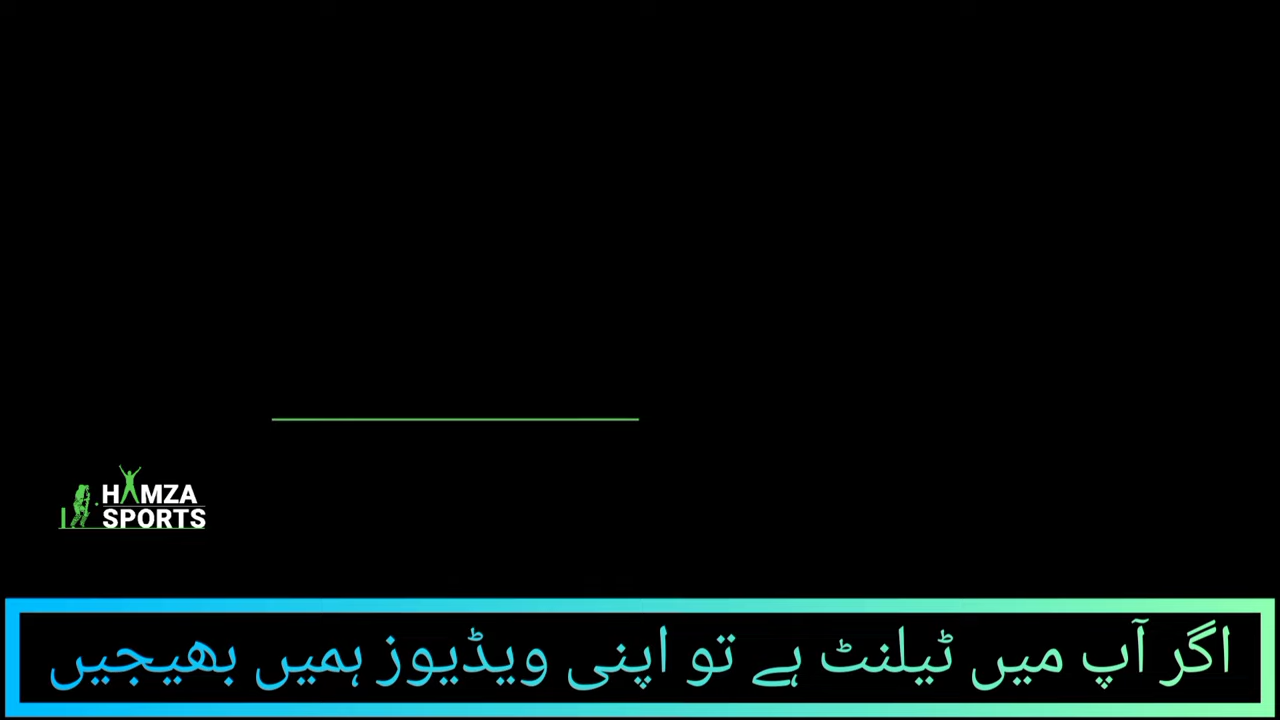 HAMZA
SPORTS
اگر آپ میں ٹیلنٹ ہے تو اپنی ویڈیوز ہمیں بھیجیں